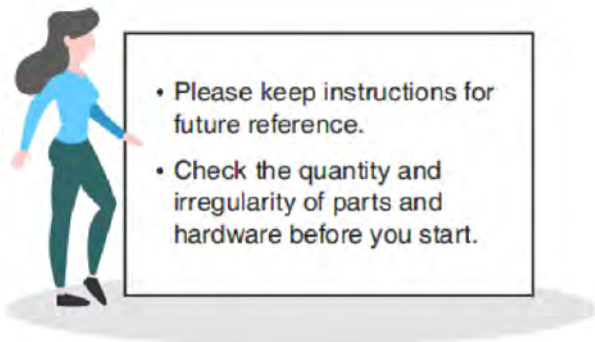 • Please keep instructions for
future reference.
• Check the quantity and
irregularity of parts and
hardware before you start.